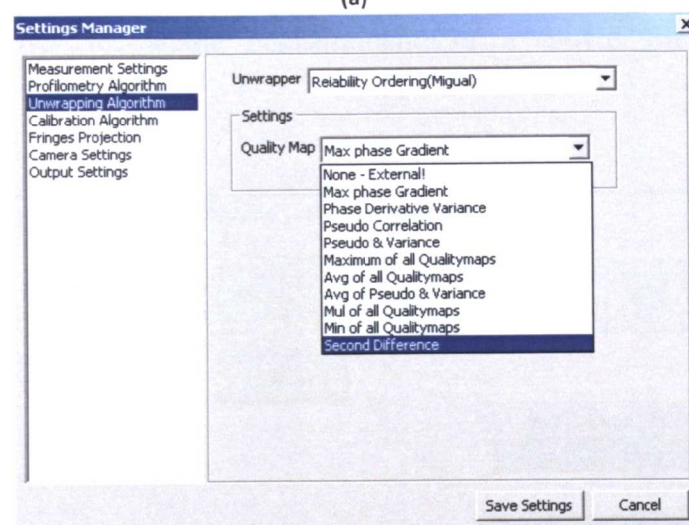 (a)
Settings Manager
Measurement Settings
Profilometry Algorithm
Unwrapping Algorithm
Calibration Algorithm
Fringes Projection
Camera Settings
Output Settings
Unwrapper Reiability Ordering(Migual)
Settings
Quality Map Max phase Gradient
None - External!
Max phase Gradient
Phase Derivative Variance
Pseudo Correlation
Pseudo & Variance
Maximum of all Qualitymaps
Avg of all Qualitymaps
Avg of Pseudo & Variance
Mul of all Qualitymaps
Min of all Qualitymaps
Second Difference
Save Settings Cancel